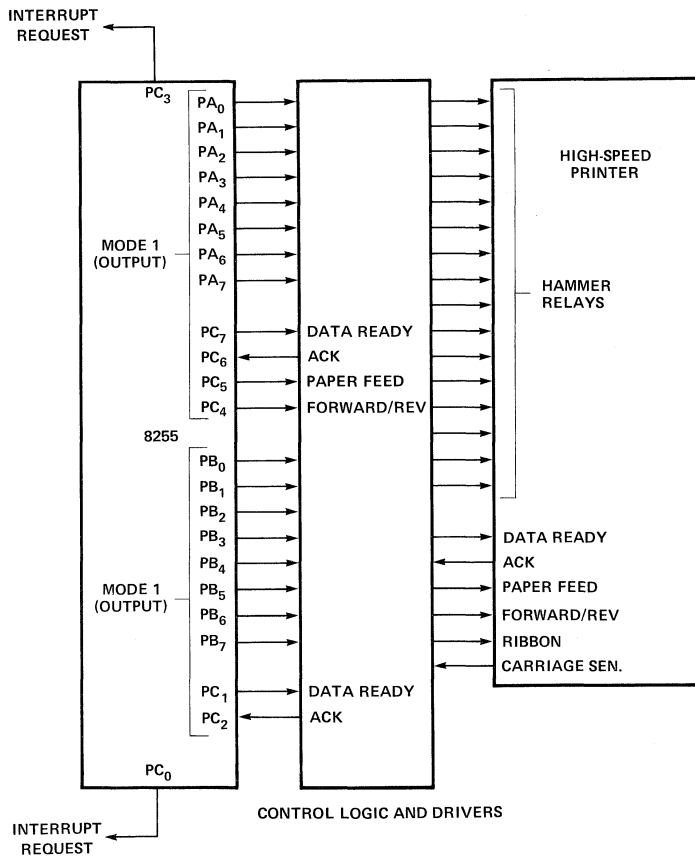 INTERRUPT
REQUEST
PC3
PA0
PA1
PA2
PA3
PA4
PA5
PA6
PA7
MODE 1
(OUTPUT)
PC7
PC6
PC5
PC4
8255
PB0
PB1
PB2
PB3
PB4
PB5
PB6
PB7
MODE 1
(OUTPUT)
PC1
PC2
PC0
INTERRUPT
REQUEST
DATA READY
ACK
PAPER FEED
FORWARD/REV
DATA READY
ACK
CONTROL LOGIC AND DRIVERS
HIGH-SPEED
PRINTER
HAMMER
RELAYS
DATA READY
ACK
PAPER FEED
FORWARD/REV
RIBBON
CARRIAGE SEN.